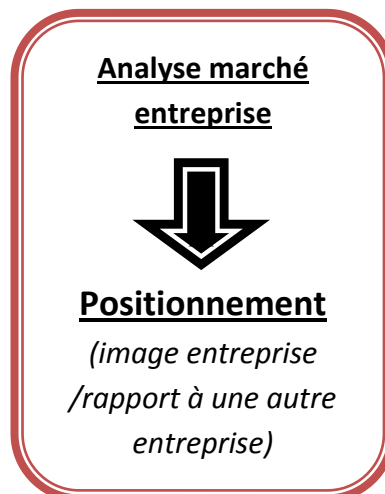 Analyse marché
entreprise
Positionnement
(image entreprise
/rapport à une autre
entreprise)